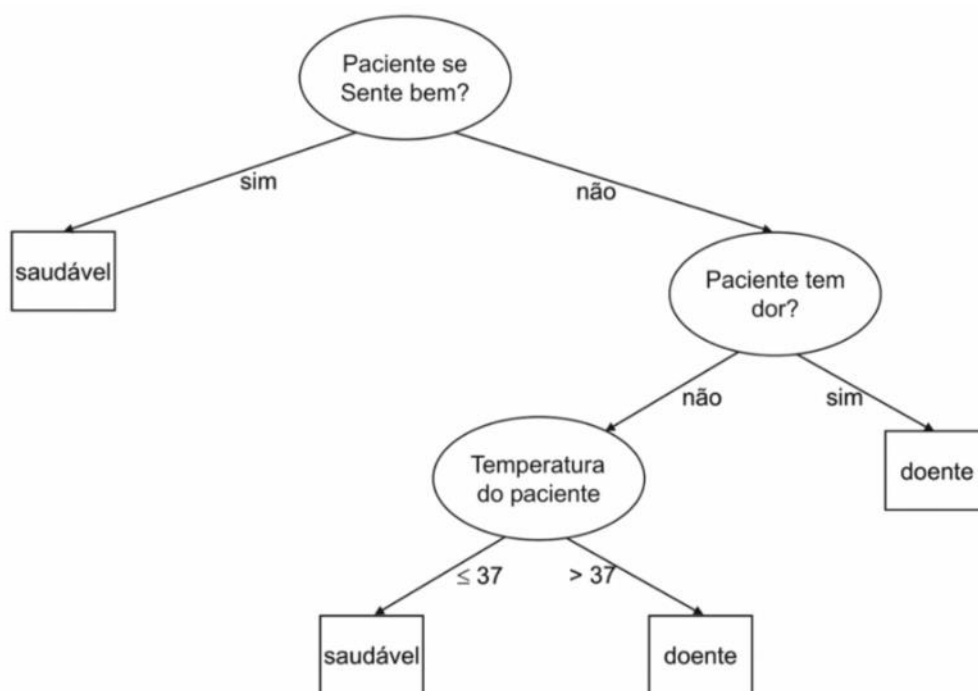 Paciente se
Sente bem?
sim
não
saudável
Paciente tem
dor?
não
sim
Temperatura
do paciente
doente
≤ 37
> 37
saudável
doente